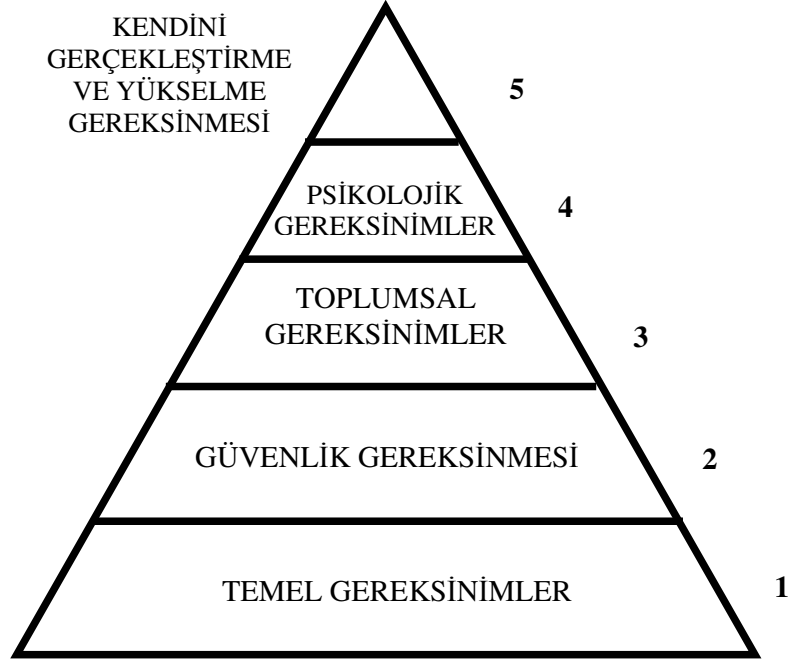 KENDİNİ
GERÇEKLEŞTİRME
VE YÜKSELME
GEREKSİNMESİ
5
PSİKOLOJİK
GEREKSİNİMLER
4
TOPLUMSAL
GEREKSİNİMLER
3
GÜVENLİK GEREKSİNMESİ
2
TEMEL GEREKSİNİMLER
1